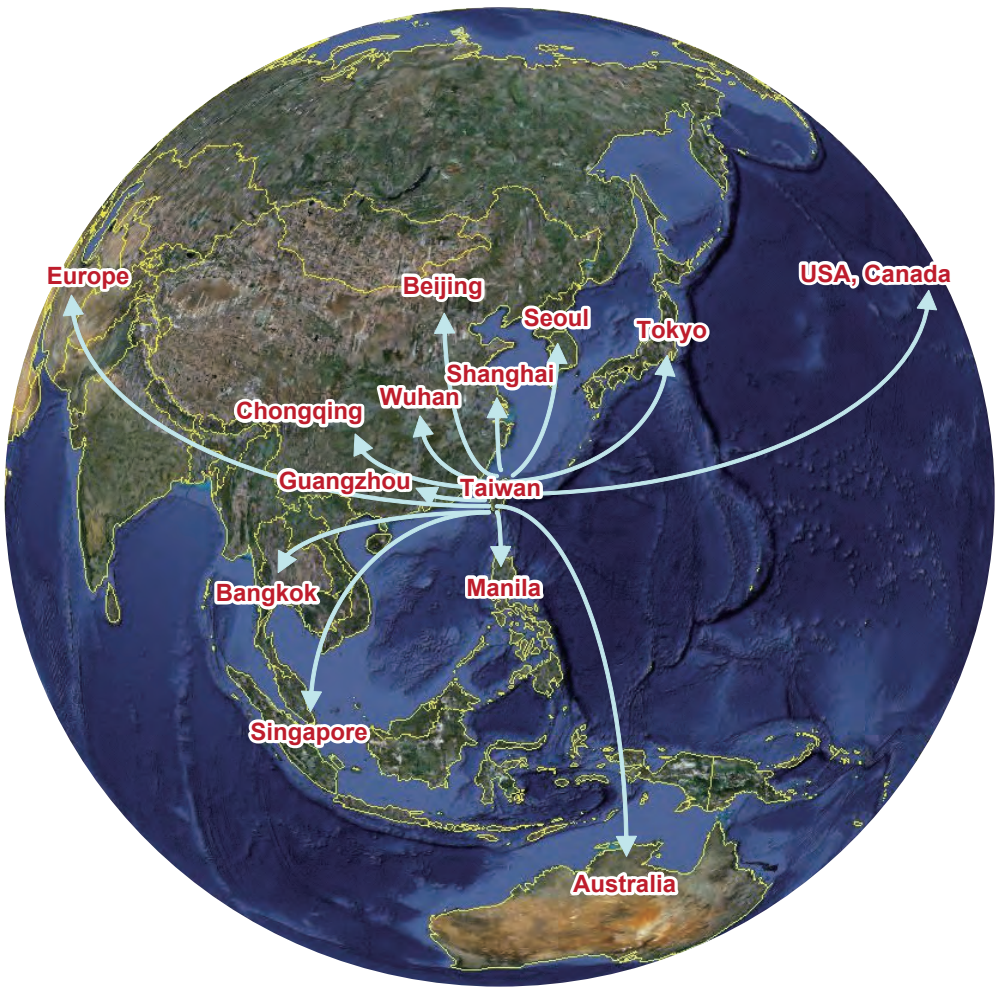 Europe
Beijing
USA, Canada
Seoul
Tokyo
Shanghai
Wuhan
Chongqing
Guangzhou
Taiwan
Bangkok
Manila
Singapore
Australia